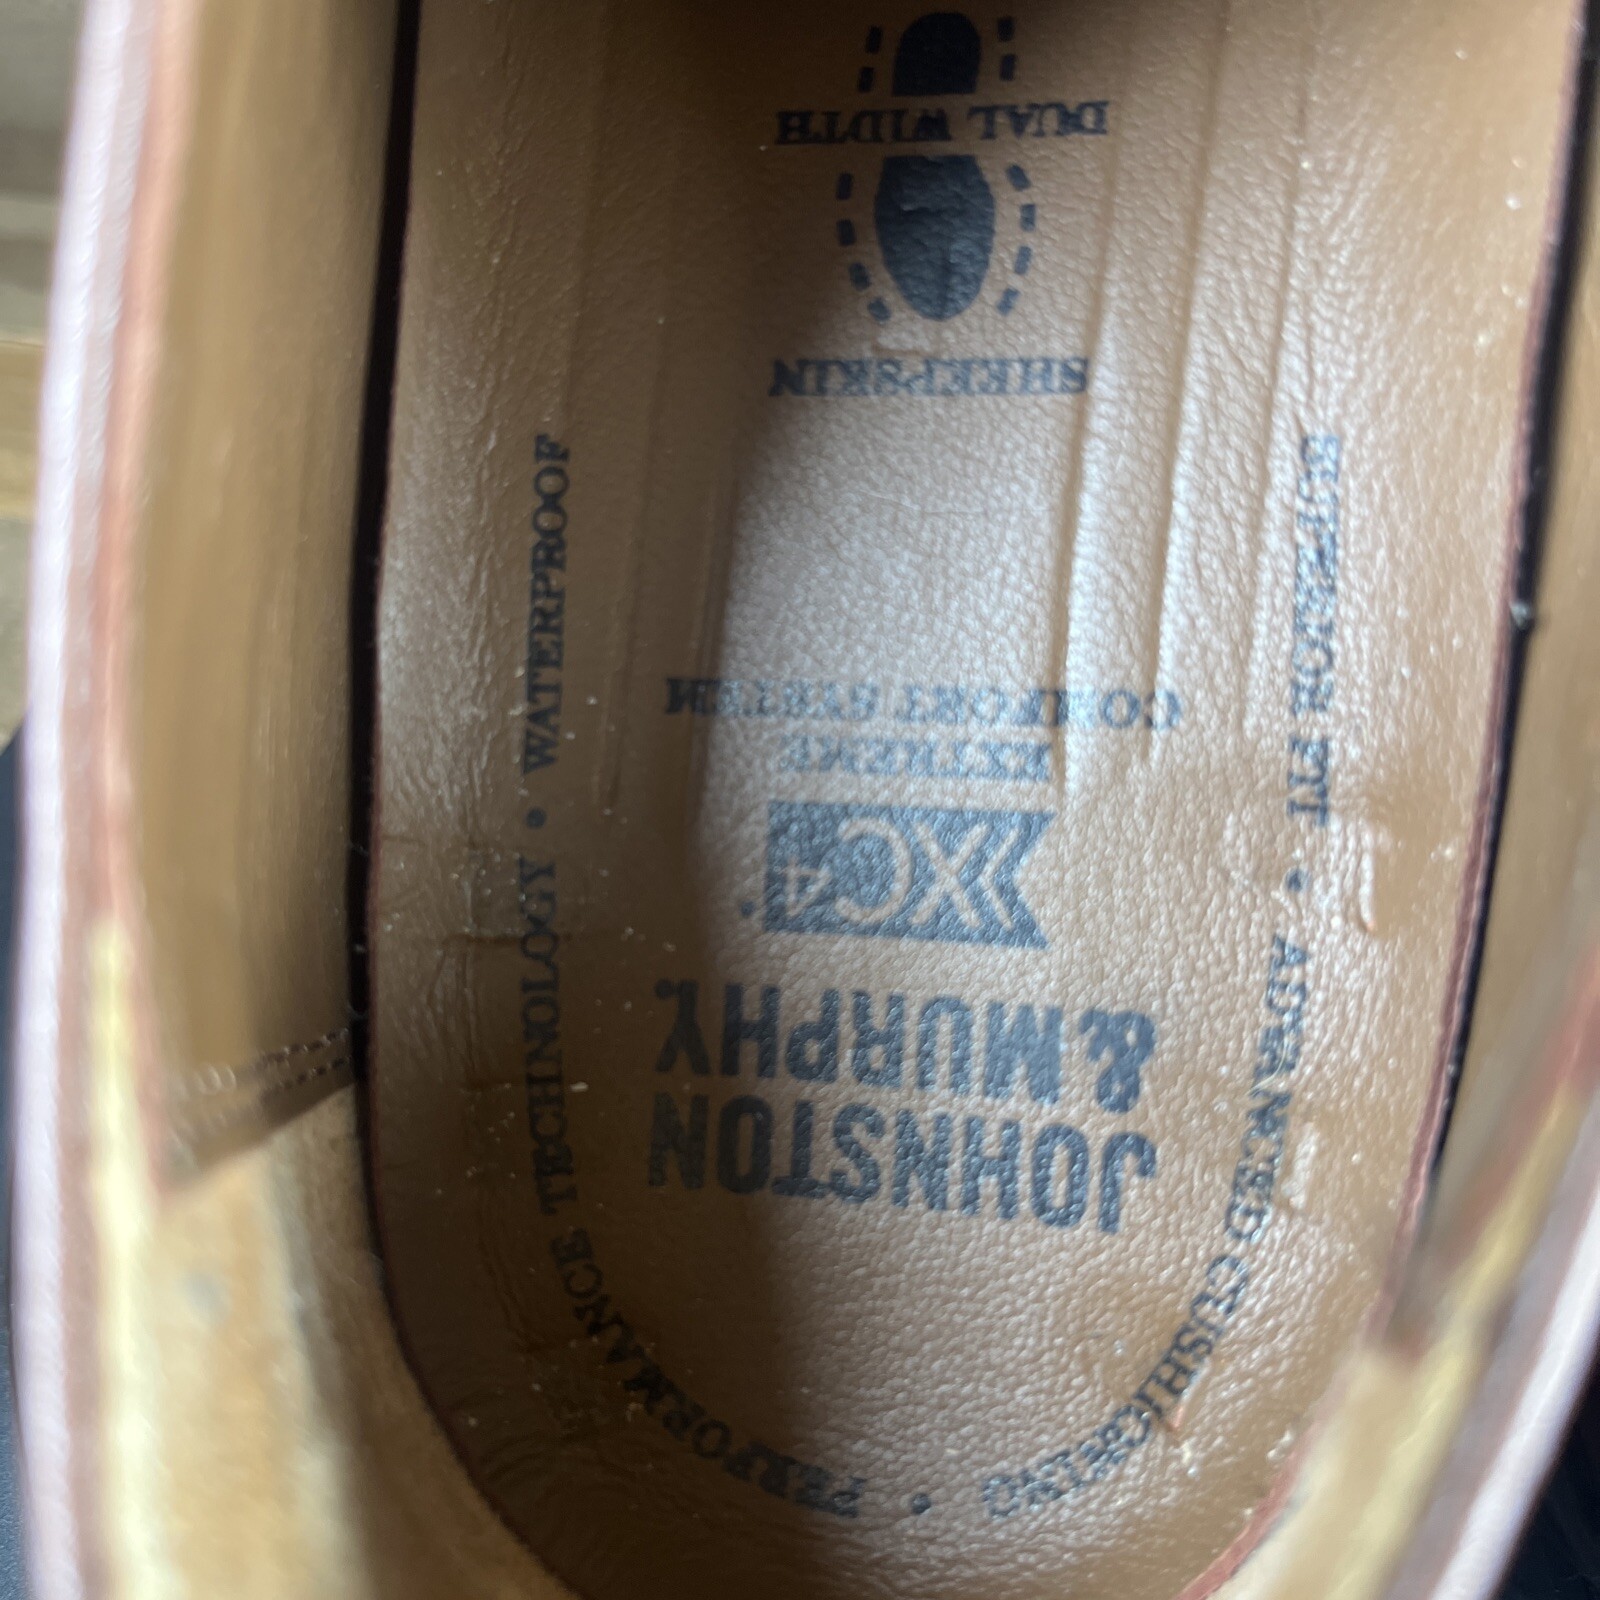 JOHNSTON
& MURPHY®
XC4®
EXTREME
COMFORT SYSTEM
SHEEPSKIN
DUAL WIDTH
SUPERIOR FIT • ADVANCED CUSHIONING • PERFORMANCE TECHNOLOGY • WATERPROOF